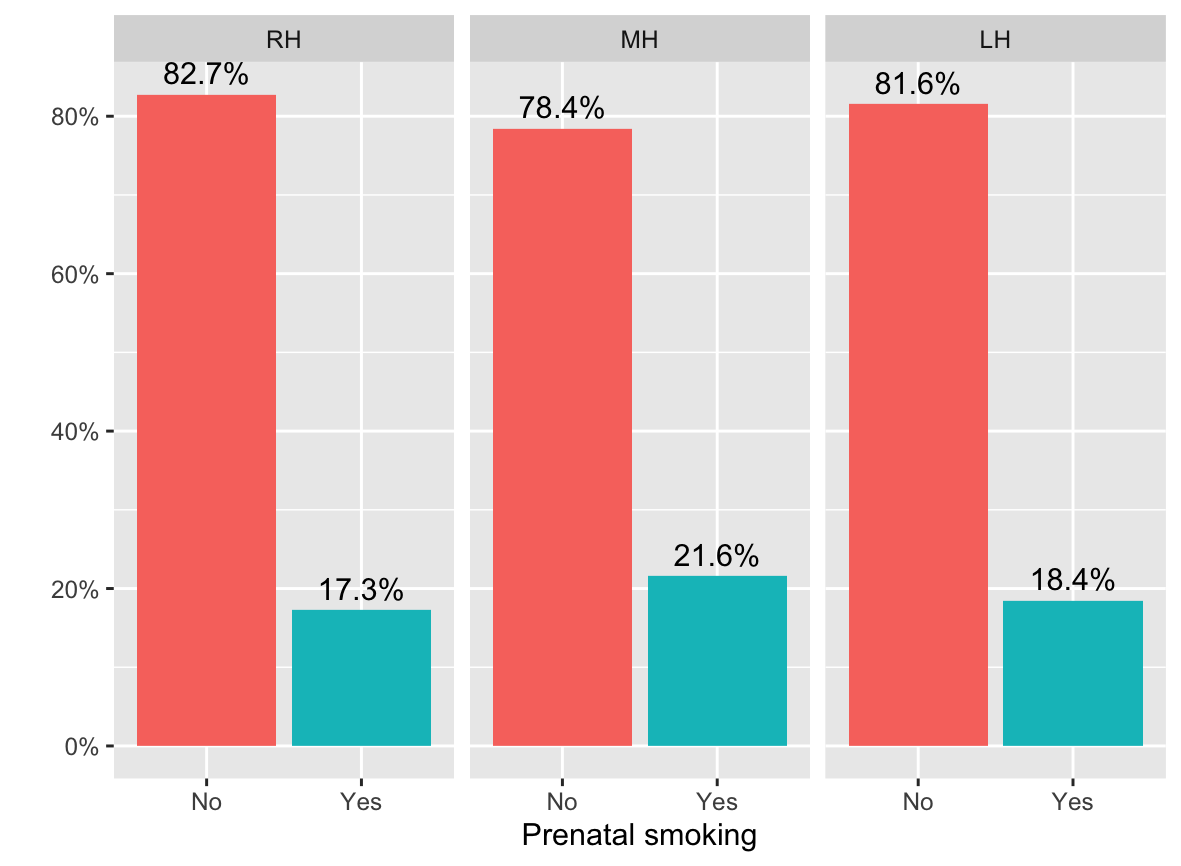 RH MH LH
82.7% 78.4% 81.6%
80%
60%
40%
21.6%
20% 17.3% 18.4%
0%
No Yes No Yes No Yes
Prenatal smoking